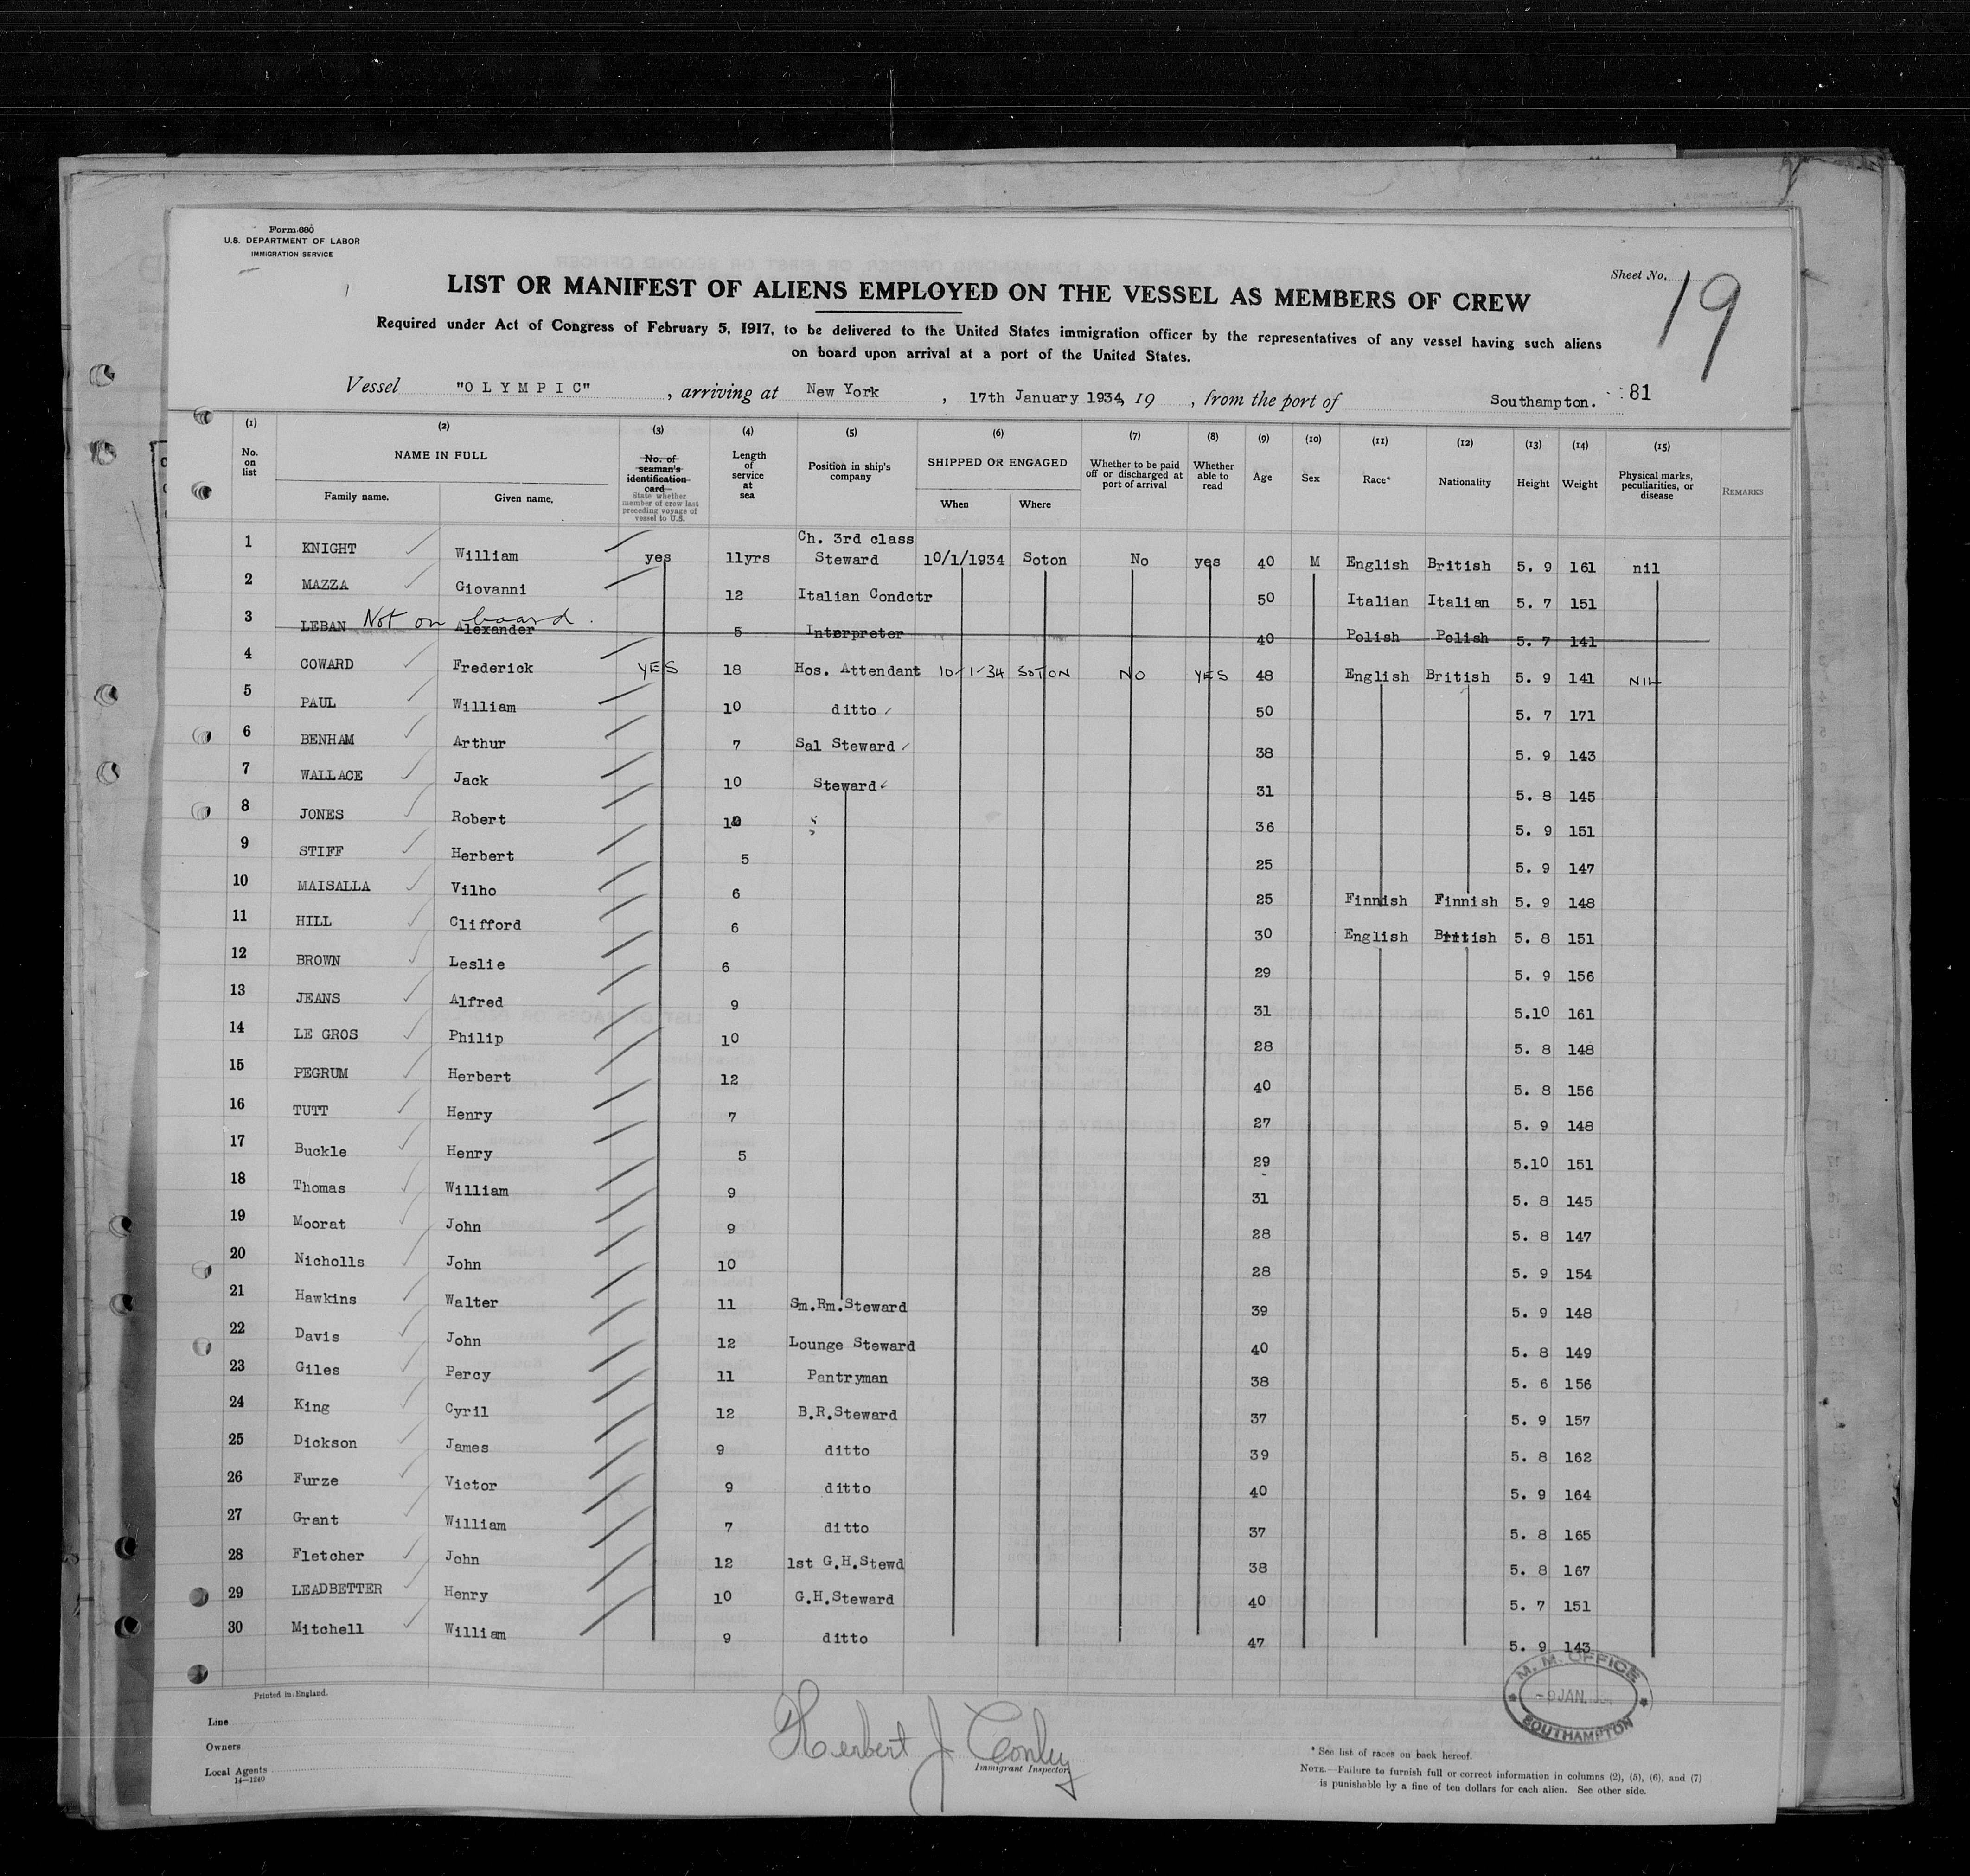 Form 680
U.S. DEPARTMENT OF LABOR
IMMIGRATION SERVICE
Sheet No. 19
LIST OR MANIFEST OF ALIENS EMPLOYED ON THE VESSEL AS MEMBERS OF CREW
Required under Act of Congress of February 5, 1917, to be delivered to the United States immigration officer by the representatives of any vessel having such aliens
on board upon arrival at a port of the United States.
Vessel "OLYMPIC", arriving at New York, 17th January 1934, 19 , from the port of Southampton. 81
(1) (2) (3) (4) (5) (6) (7) (8) (9) (10) (11) (12) (13) (14) (15)
No. on list
NAME IN FULL
Family name. Given name.
No. of seaman's identification card
State whether member of crew last preceding voyage of vessel to U.S.
Length of service at sea
Position in ship's company
SHIPPED OR ENGAGED
When Where
Whether to be paid off or discharged at port of arrival
Whether able to read
Age
Sex
Race*
Nationality
Height
Weight
Physical marks, peculiarities, or disease
REMARKS
1 KNIGHT William yes 11yrs Ch. 3rd class Steward 10/1/1934 Soton No yes 40 M English British 5. 9 161 nil
2 MAZZA Giovanni 12 Italian Condctr 50 Italian Italian 5. 7 151
3 LEBAN Not on board. Alexander 5 Interpreter 40 Polish Polish 5. 7 141
4 COWARD Frederick YES 18 Hos. Attendant 10-1-34 SOTON NO YES 48 English British 5. 9 141 NIL
5 PAUL William 10 ditto 50 5. 7 171
6 BENHAM Arthur 7 Sal Steward 38 5. 9 143
7 WALLACE Jack 10 Steward 31 5. 8 145
8 JONES Robert 10 36 5. 9 151
9 STIFF Herbert 5 25 5. 9 147
10 MAISALLA Vilho 6 25 Finnish Finnish 5. 9 148
11 HILL Clifford 6 30 English British 5. 8 151
12 BROWN Leslie 6 29 5. 9 156
13 JEANS Alfred 9 31 5.10 161
14 LE GROS Philip 10 28 5. 8 148
15 PEGRUM Herbert 12 40 5. 8 156
16 TUTT Henry 7 27 5. 9 148
17 Buckle Henry 5 29 5.10 151
18 Thomas William 9 31 5. 8 145
19 Moorat John 9 28 5. 8 147
20 Nicholls John 10 28 5. 9 154
21 Hawkins Walter 11 Sm.Rm.Steward 39 5. 9 148
22 Davis John 12 Lounge Steward 40 5. 8 149
23 Giles Percy 11 Pantryman 38 5. 6 156
24 King Cyril 12 B.R.Steward 37 5. 9 157
25 Dickson James 9 ditto 39 5. 8 162
26 Furze Victor 9 ditto 40 5. 9 164
27 Grant William 7 ditto 37 5. 8 165
28 Fletcher John 12 1st G.H.Stewd 38 5. 8 167
29 LEADBETTER Henry 10 G.H.Steward 40 5. 7 151
30 Mitchell William 9 ditto 47 5. 9 143
M. M. OFFICE
JAN.
SOUTHAMPTON
Printed in England.
Line
Owners
Local Agents
14—1240
Herbert J Conley
Immigrant Inspector
* See list of races on back hereof.
NOTE.—Failure to furnish full or correct information in columns (2), (5), (6), and (7)
is punishable by a fine of ten dollars for each alien. See other side.